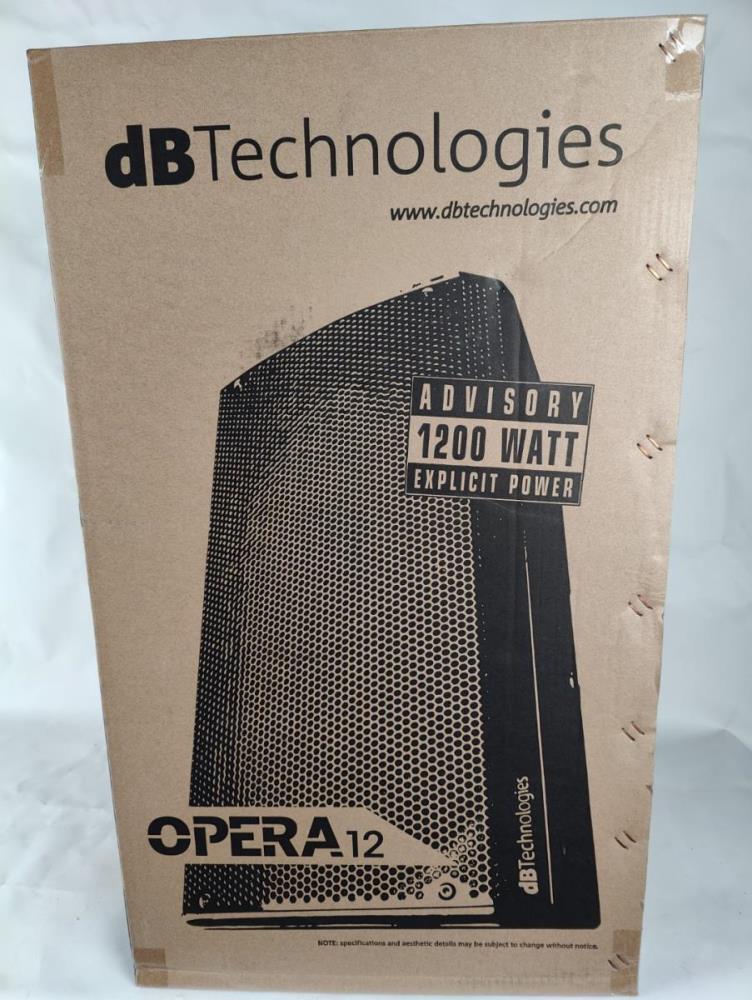 dBTechnologies
www.dbtechnologies.com
ADVISORY
1200 WATT
EXPLICIT POWER
dBTechnologies
OPERA12
NOTE: specifications and aesthetic details may be subject to change without notice.